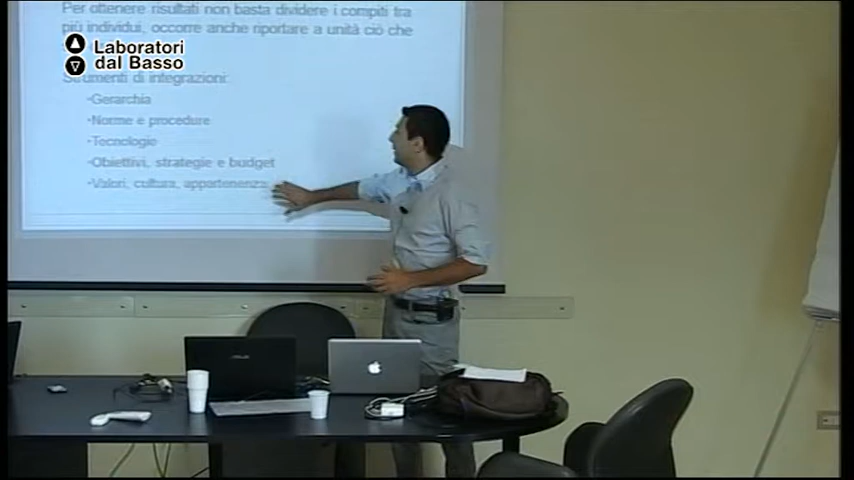 Per ottenere risultati non basta dividere i compiti tra
più individui, occorre anche riportare a unità ciò che
Laboratori
dal Basso
Strumenti di integrazioni:
•Gerarchia
•Norme e procedure
•Tecnologie
•Obiettivi, strategie e budget
•Valori, cultura, appartenenza